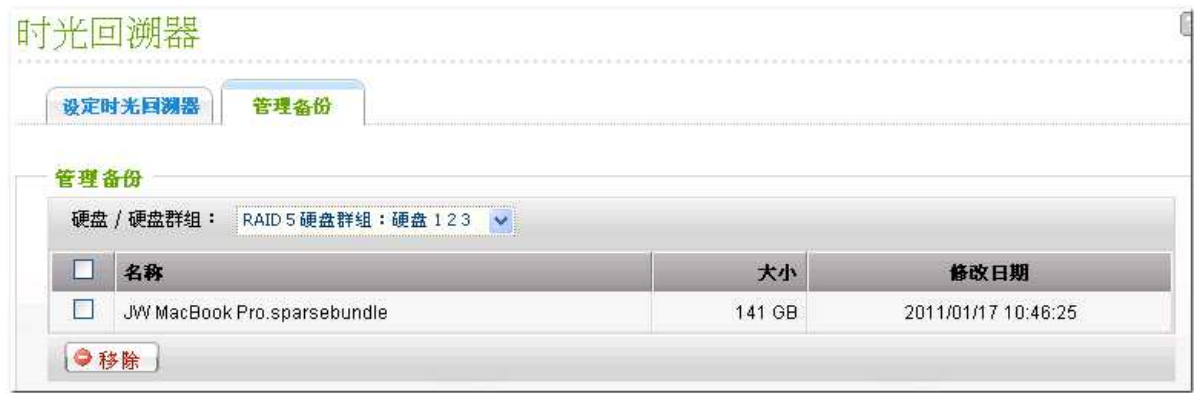 时光回溯器
设定时光回溯器 管理备份
管理备份
硬盘 / 硬盘群组： RAID 5 硬盘群组：硬盘 1 2 3
名称 大小 修改日期
JW MacBook Pro.sparsebundle 141 GB 2011/01/17 10:46:25
移除